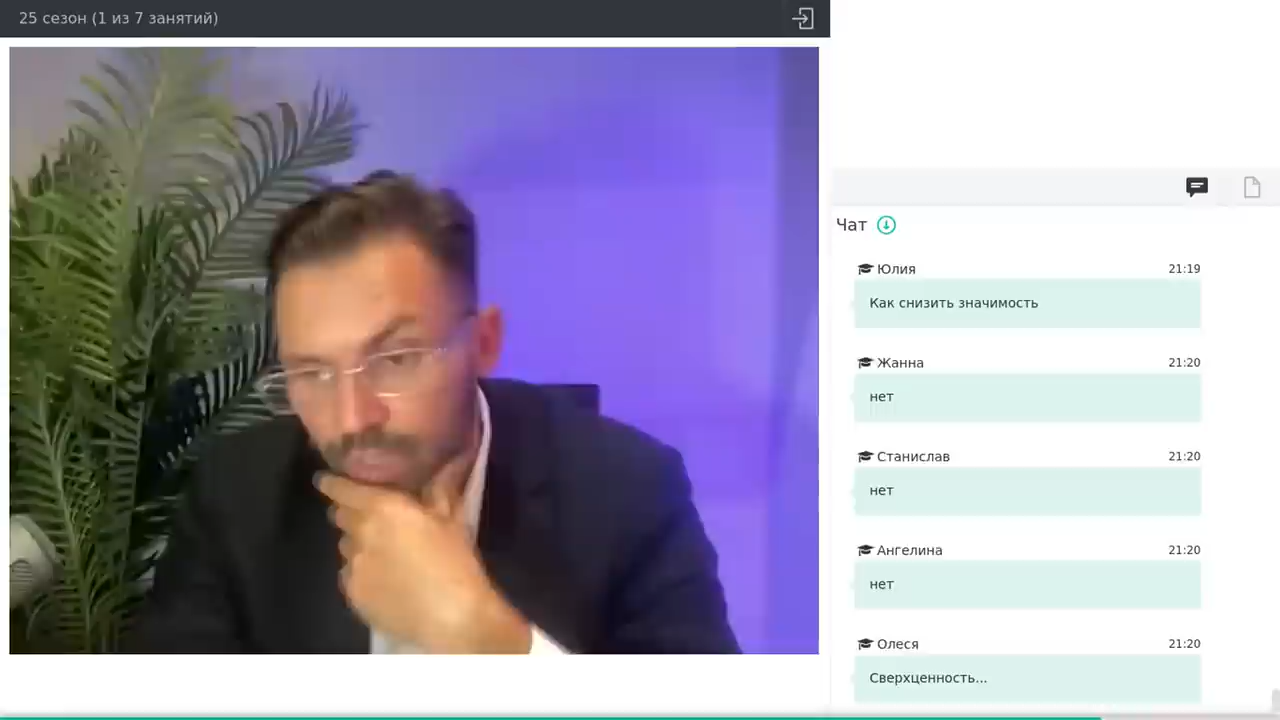 25 сезон (1 из 7 занятий)
Чат
Юлия 21:19
Как снизить значимость
Жанна 21:20
нет
Станислав 21:20
нет
Ангелина 21:20
нет
Олеся 21:20
Сверхценность...